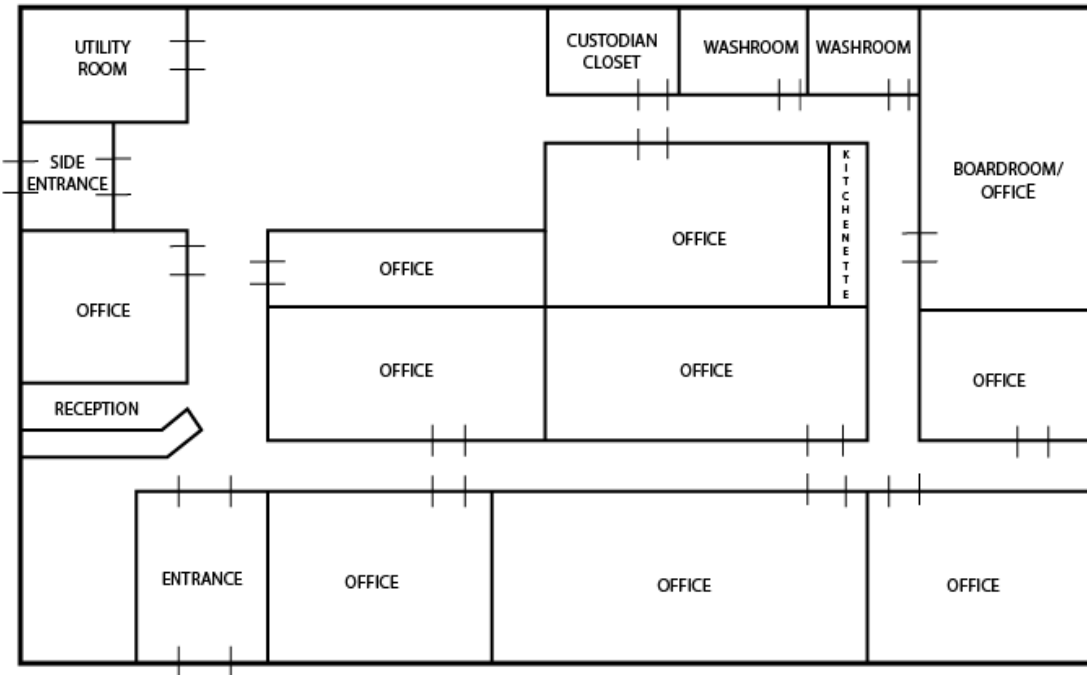 UTILITY
ROOM
CUSTODIAN
CLOSET
WASHROOM
WASHROOM
SIDE
ENTRANCE
KITCHENETTE
BOARDROOM/
OFFICE
OFFICE
OFFICE
OFFICE
OFFICE
OFFICE
OFFICE
RECEPTION
ENTRANCE
OFFICE
OFFICE
OFFICE